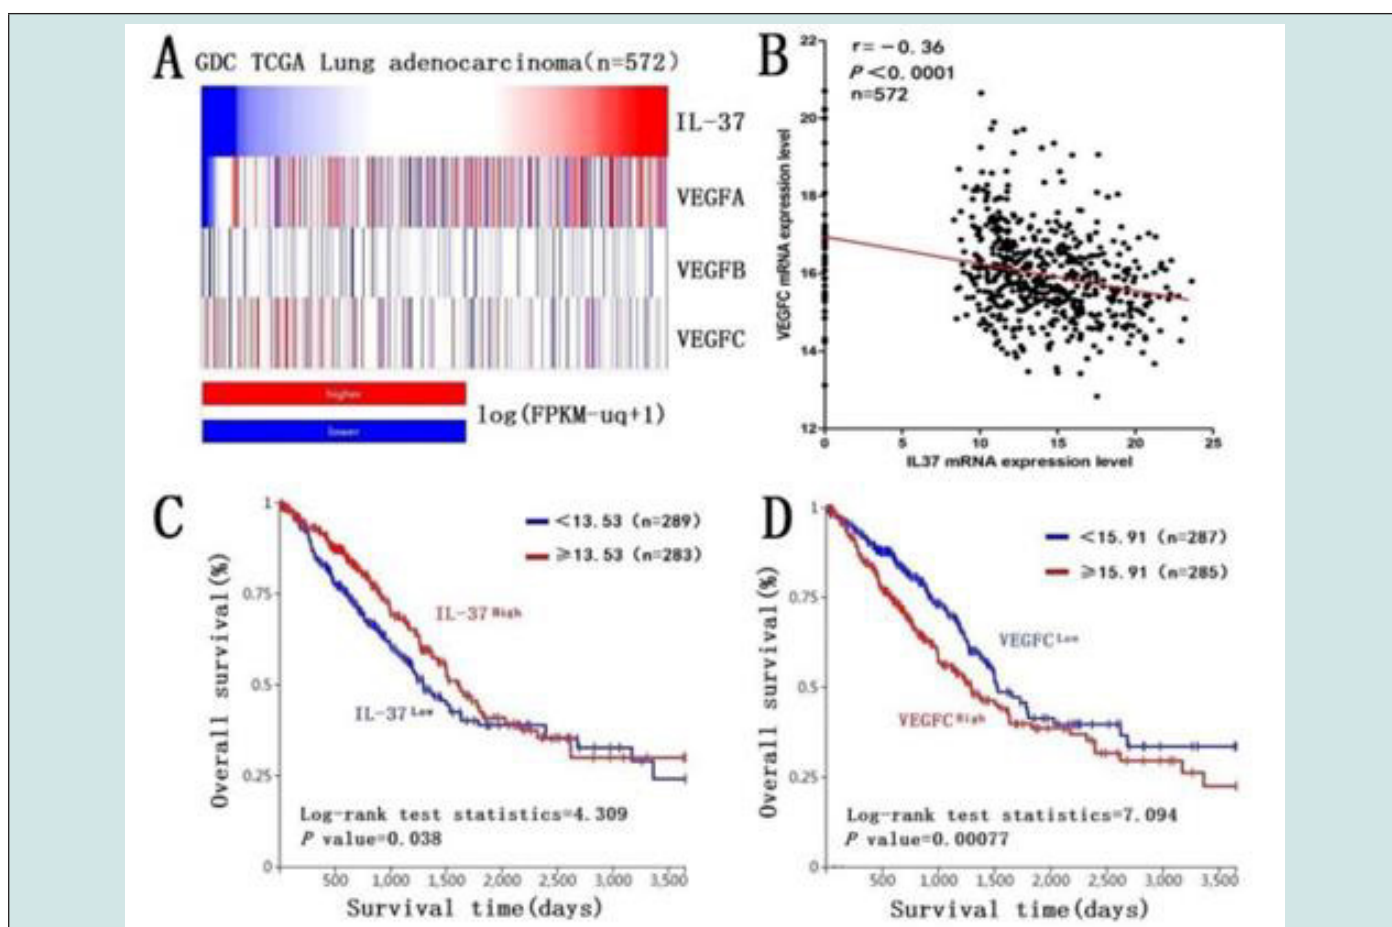 A
GDC TCGA Lung adenocarcinoma(n=572)
IL-37
VEGFA
VEGFB
VEGFC
higher
lower
log(FPKM-uq+1)
B
r=-0.36
P<0.0001
n=572
VEGFC mRNA expression level
22
20
18
16
14
12
0
5
10
15
20
25
IL37 mRNA expression level
C
Overall survival(%)
1
0.75
0.5
0.25
0
<13.53 (n=289)
≥13.53 (n=283)
IL-37 High
IL-37 Low
Log-rank test statistics=4.309
P value=0.038
500
1,000
1,500
2,000
2,500
3,000
3,500
Survival time(days)
D
Overall survival(%)
1
0.75
0.5
0.25
0
<15.91 (n=287)
≥15.91 (n=285)
VEGFC Low
VEGFC High
Log-rank test statistics=7.094
P value=0.00077
500
1,000
1,500
2,000
2,500
3,000
3,500
Survival time(days)